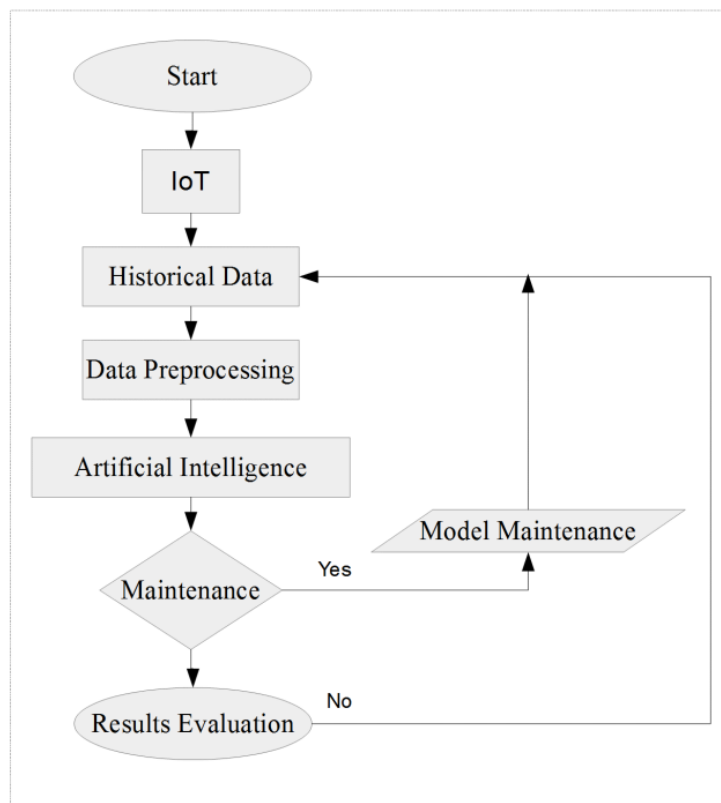 Start
IoT
Historical Data
Data Preprocessing
Artificial Intelligence
Model Maintenance
Yes
Maintenance
No
Results Evaluation